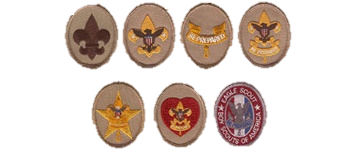 BE PREPARED
EAGLE SCOUT
BOY SCOUTS OF AMERICA